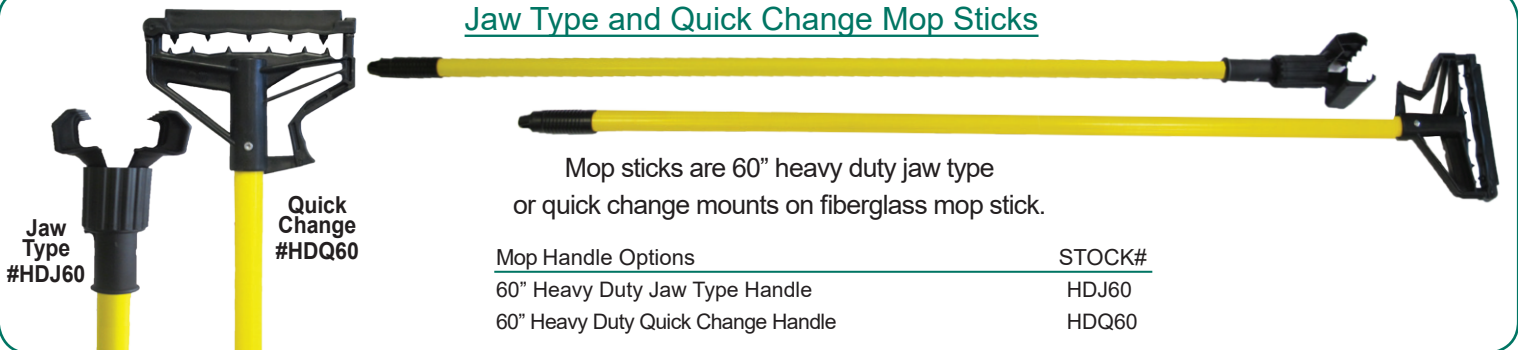 Jaw Type and Quick Change Mop Sticks
Mop sticks are 60” heavy duty jaw type
or quick change mounts on fiberglass mop stick.
Jaw
Type
#HDJ60
Quick
Change
#HDQ60
Mop Handle Options STOCK#
60” Heavy Duty Jaw Type Handle HDJ60
60” Heavy Duty Quick Change Handle HDQ60